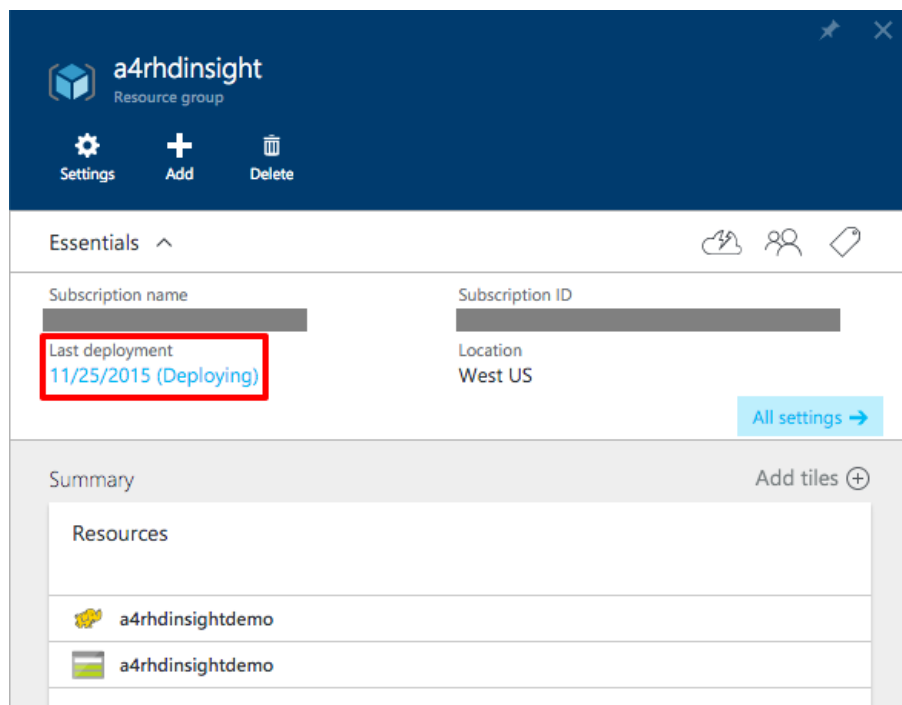 a4rhdinsight
Resource group
Settings Add Delete
Essentials
Subscription name Subscription ID
Last deployment Location
11/25/2015 (Deploying) West US
All settings
Summary Add tiles
Resources
a4rhdinsightdemo
a4rhdinsightdemo